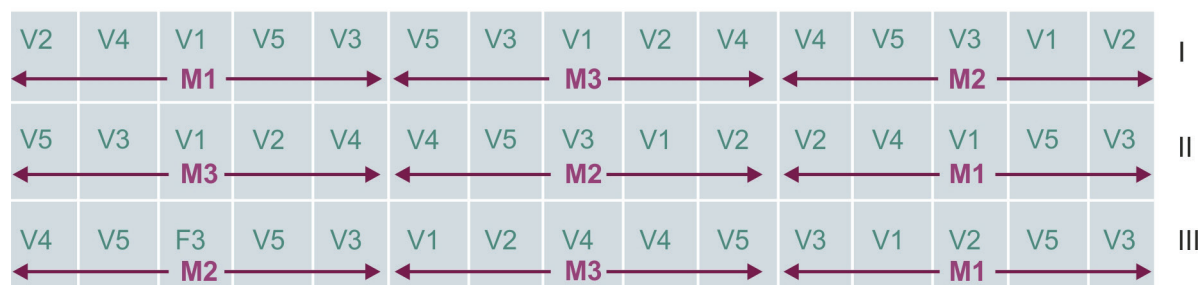 V2 V4 V1 V5 V3 V5 V3 V1 V2 V4 V4 V5 V3 V1 V2 I
M1 M3 M2
V5 V3 V1 V2 V4 V4 V5 V3 V1 V2 V2 V4 V1 V5 V3 II
M3 M2 M1
V4 V5 F3 V5 V3 V1 V2 V4 V4 V5 V3 V1 V2 V5 V3 III
M2 M3 M1